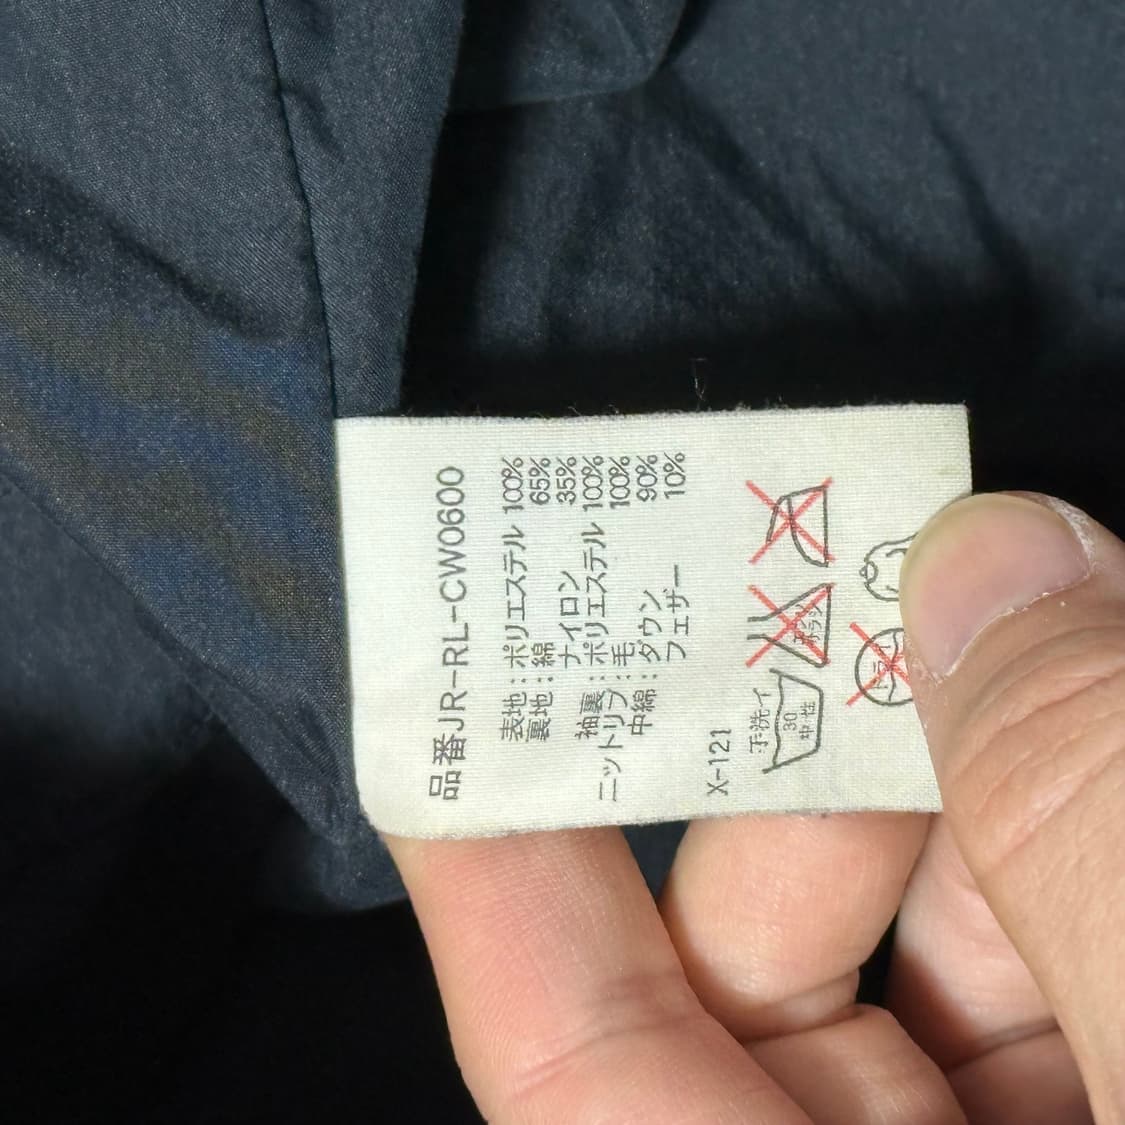 品番JR-RL-CW0600
表地：ポリエステル 100%
裏地：綿 65%
ナイロン 35%
袖裏：ポリエステル 100%
ニットリブ：毛 100%
中綿：ダウン 90%
フェザー 10%
X-121
手洗イ
30
中性